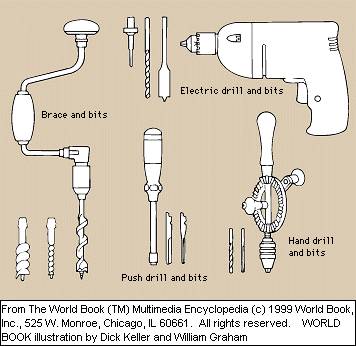 Electric drill and bits
Brace and bits
Hand drill
and bits
Push drill and bits
From The World Book (TM) Multimedia Encyclopedia (c) 1999 World Book,
Inc., 525 W. Monroe, Chicago, IL 60661. All rights reserved. WORLD
BOOK illustration by Dick Keller and William Graham